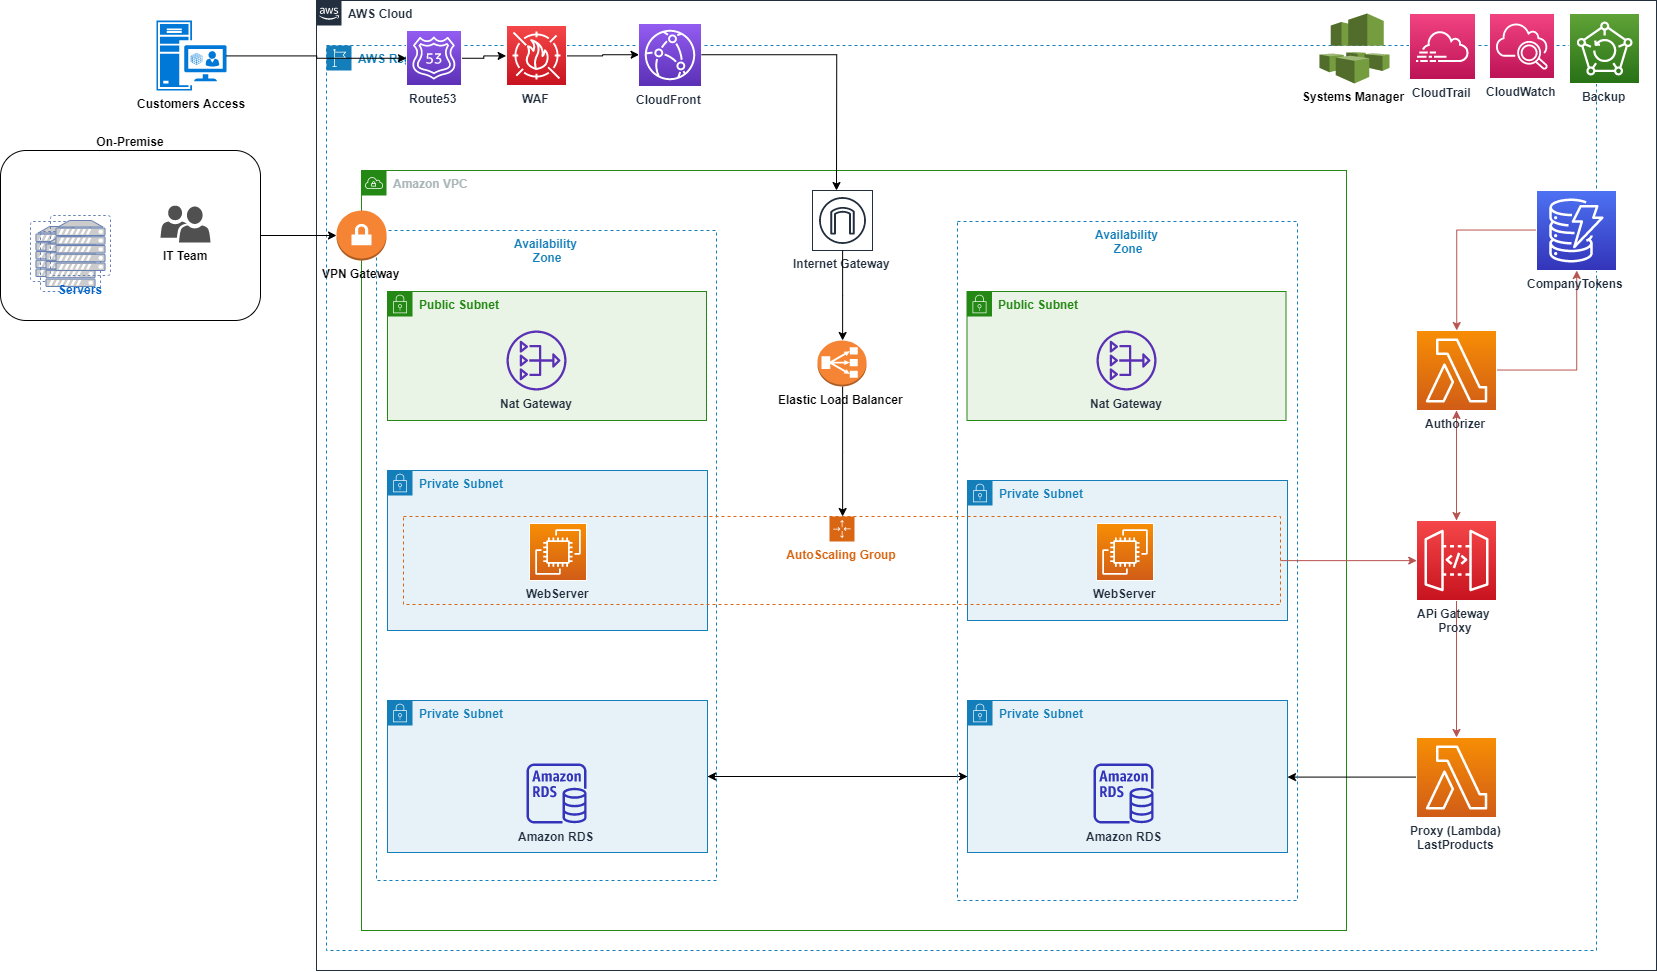 aws
AWS Cloud
AWS Re
53
Route53
WAF
CloudFront
Systems Manager
CloudTrail
CloudWatch
Backup
Customers Access
On-Premise
IT Team
Servers
VPN Gateway
Amazon VPC
Availability
Zone
Internet Gateway
Availability
Zone
CompanyTokens
Public Subnet
Nat Gateway
Elastic Load Balancer
Public Subnet
Nat Gateway
Authorizer
Private Subnet
WebServer
AutoScaling Group
Private Subnet
WebServer
</>
APi Gateway
Proxy
Private Subnet
Amazon
RDS
Amazon RDS
Private Subnet
Amazon
RDS
Amazon RDS
Proxy (Lambda)
LastProducts